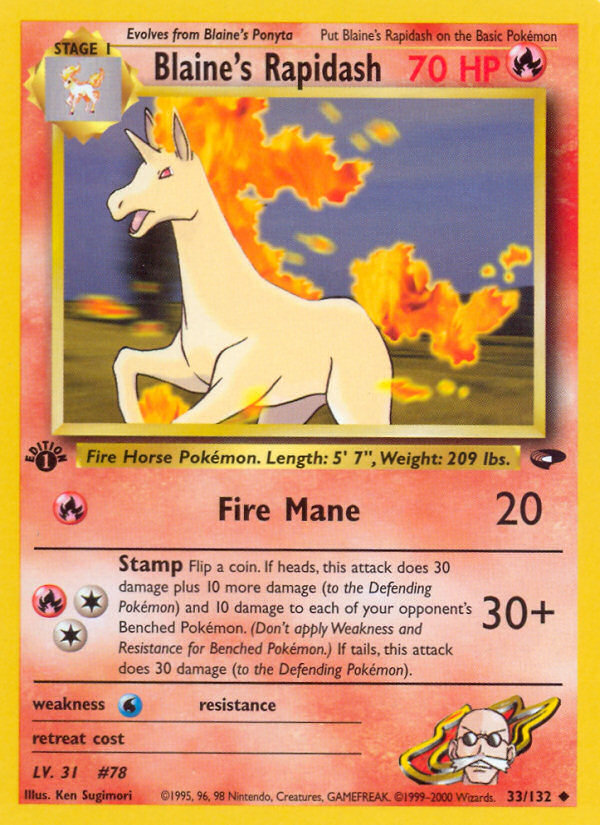 Evolves from Blaine's Ponyta Put Blaine's Rapidash on the Basic Pokémon
STAGE 1
Blaine's Rapidash 70 HP
EDITION
1
Fire Horse Pokémon. Length: 5' 7", Weight: 209 lbs.
Fire Mane 20
Stamp Flip a coin. If heads, this attack does 30
damage plus 10 more damage (to the Defending
Pokémon) and 10 damage to each of your opponent's
Benched Pokémon. (Don't apply Weakness and
Resistance for Benched Pokémon.) If tails, this attack
does 30 damage (to the Defending Pokémon).
30+
weakness resistance
retreat cost
LV. 31 #78
Illus. Ken Sugimori ©1995, 96, 98 Nintendo, Creatures, GAMEFREAK. ©1999-2000 Wizards. 33/132